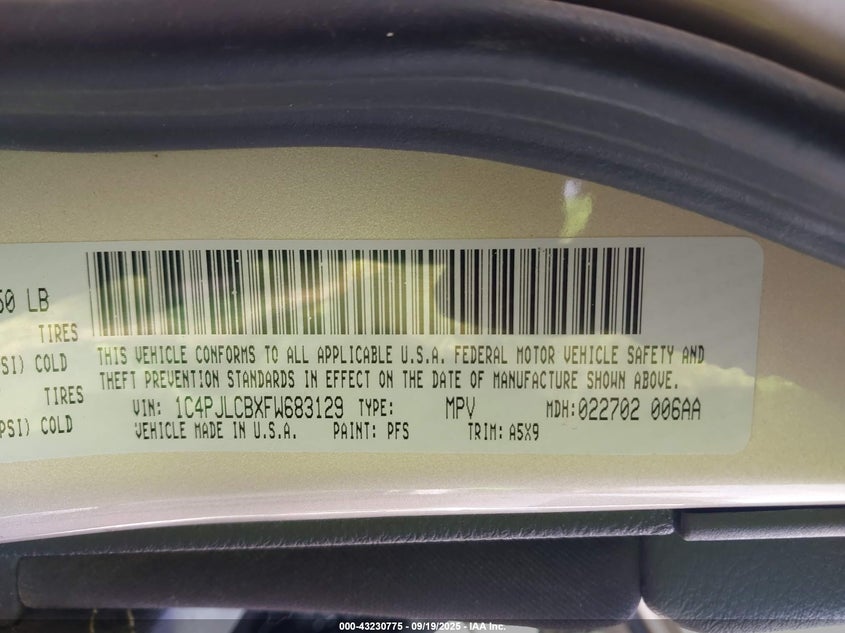 50 LB
TIRES
SI) COLD
TIRES
PSI) COLD
THIS VEHICLE CONFORMS TO ALL APPLICABLE U.S.A. FEDERAL MOTOR VEHICLE SAFETY AND
THEFT PREVENTION STANDARDS IN EFFECT ON THE DATE OF MANUFACTURE SHOWN ABOVE.
VIN: 1C4PJLCBXFW683129 TYPE: MPV MDH:022702 006AA
VEHICLE MADE IN U.S.A. PAINT: PFS TRIM: A5X9
000-43230775 - 09/19/2025 - IAA Inc.